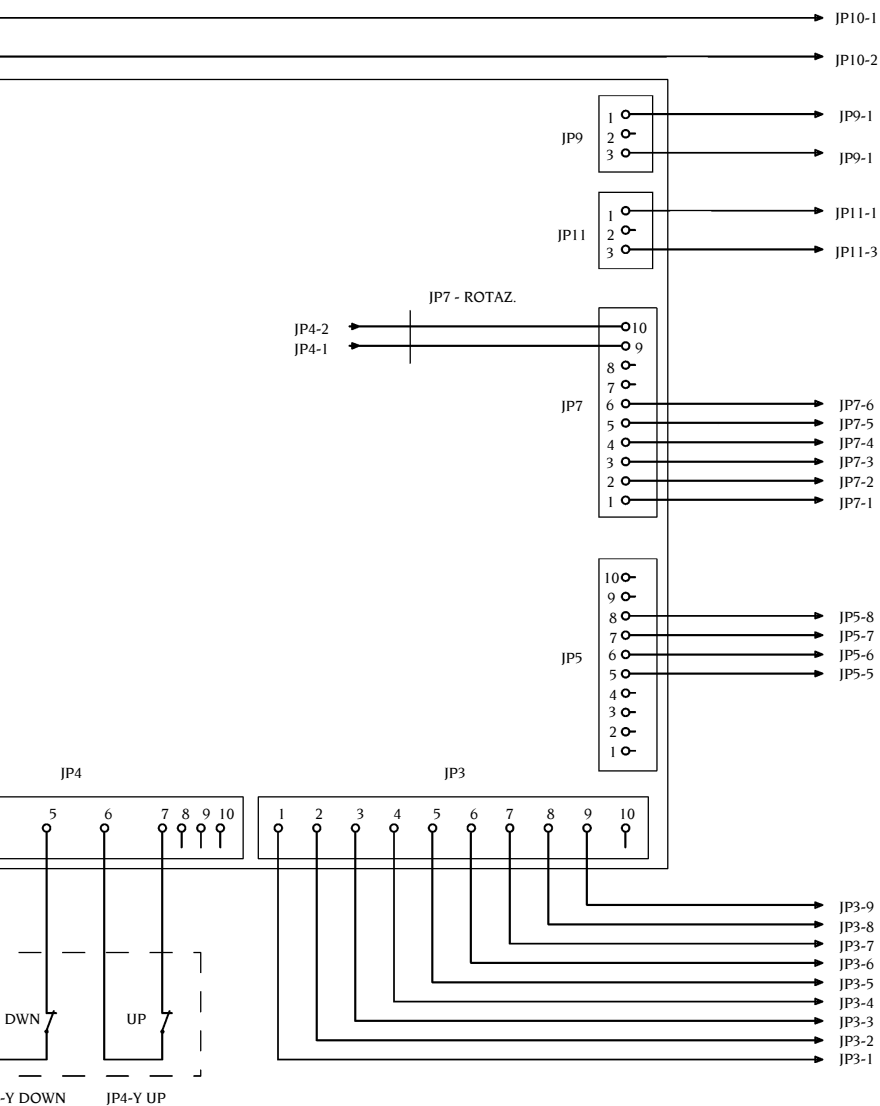 JP10-1
JP10-2
JP9
1
2
3
JP9-1
JP9-1
JP11
1
2
3
JP11-1
JP11-3
JP7 - ROTAZ.
JP4-2
JP4-1
JP7
10
9
8
7
6
5
4
3
2
1
JP7-6
JP7-5
JP7-4
JP7-3
JP7-2
JP7-1
JP5
10
9
8
7
6
5
4
3
2
1
JP5-8
JP5-7
JP5-6
JP5-5
JP4
5 6 7 8 9 10
JP3
1 2 3 4 5 6 7 8 9 10
JP3-9
JP3-8
JP3-7
JP3-6
JP3-5
JP3-4
JP3-3
JP3-2
JP3-1
DWN
UP
-Y DOWN
JP4-Y UP